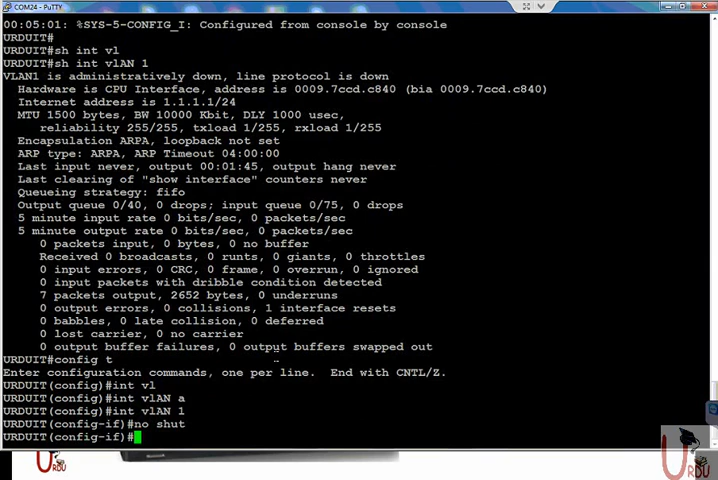 COM24 - PuTTY
00:05:01: %SYS-5-CONFIG_I: Configured from console by console
URDUIT#
URDUIT#sh int vl
URDUIT#sh int vlAN 1
VLAN1 is administratively down, line protocol is down
Hardware is CPU Interface, address is 0009.7ccd.c840 (bia 0009.7ccd.c840)
Internet address is 1.1.1.1/24
MTU 1500 bytes, BW 10000 Kbit, DLY 1000 usec,
reliability 255/255, txload 1/255, rxload 1/255
Encapsulation ARPA, loopback not set
ARP type: ARPA, ARP Timeout 04:00:00
Last input never, output 00:01:45, output hang never
Last clearing of "show interface" counters never
Queueing strategy: fifo
Output queue 0/40, 0 drops; input queue 0/75, 0 drops
5 minute input rate 0 bits/sec, 0 packets/sec
5 minute output rate 0 bits/sec, 0 packets/sec
0 packets input, 0 bytes, 0 no buffer
Received 0 broadcasts, 0 runts, 0 giants, 0 throttles
0 input errors, 0 CRC, 0 frame, 0 overrun, 0 ignored
0 input packets with dribble condition detected
7 packets output, 2652 bytes, 0 underruns
0 output errors, 0 collisions, 1 interface resets
0 babbles, 0 late collision, 0 deferred
0 lost carrier, 0 no carrier
0 output buffer failures, 0 output buffers swapped out
URDUIT#config t
Enter configuration commands, one per line.  End with CNTL/Z.
URDUIT(config)#int vl
URDUIT(config)#int vlAN a
URDUIT(config)#int vlAN 1
URDUIT(config-if)#no shut
URDUIT(config-if)#
URDU